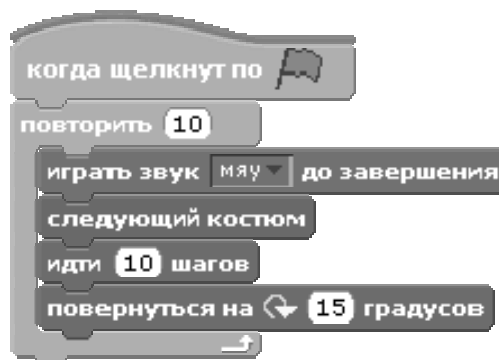 когда щелкнут по
повторить 10
играть звук мяу до завершения
следующий костюм
идти 10 шагов
повернуться на 15 градусов